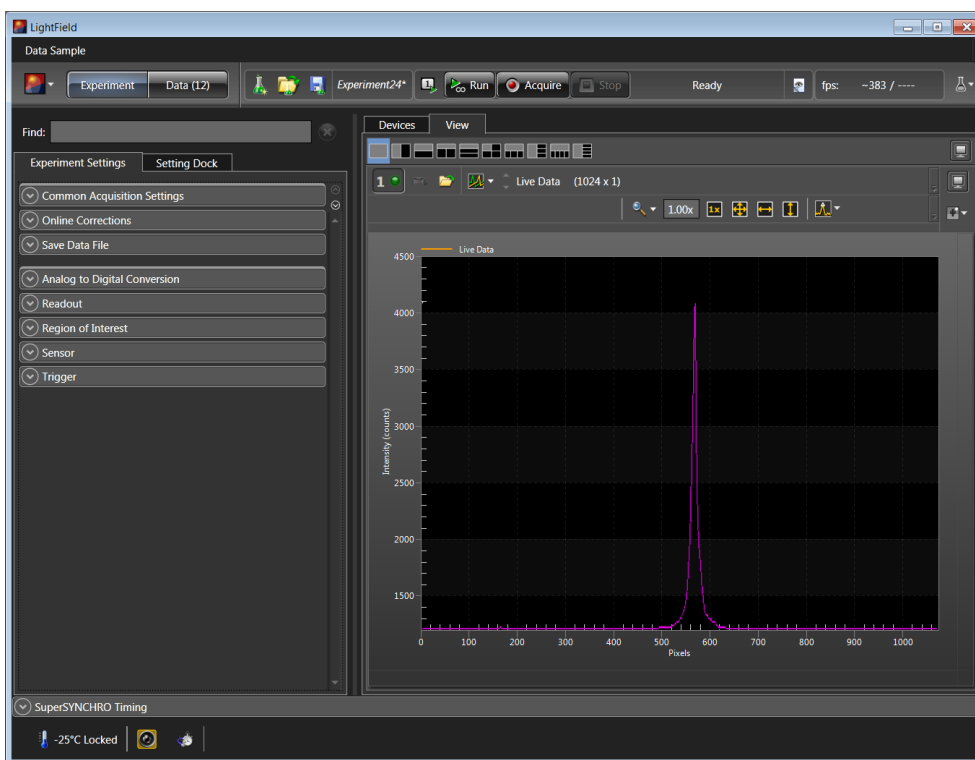 LightField
Data Sample
Experiment Data (12) Experiment24* 1 Run Acquire Stop Ready fps: ~383 / ----
Find:
Experiment Settings Setting Dock
Common Acquisition Settings
Online Corrections
Save Data File
Analog to Digital Conversion
Readout
Region of Interest
Sensor
Trigger
Devices View
1 Live Data (1024 x 1)
1.00x 1x
Live Data
4500
4000
3500
3000
2500
2000
1500
Intensity (counts)
0 100 200 300 400 500 600 700 800 900 1000
Pixels
SuperSYNCHRO Timing
-25°C Locked